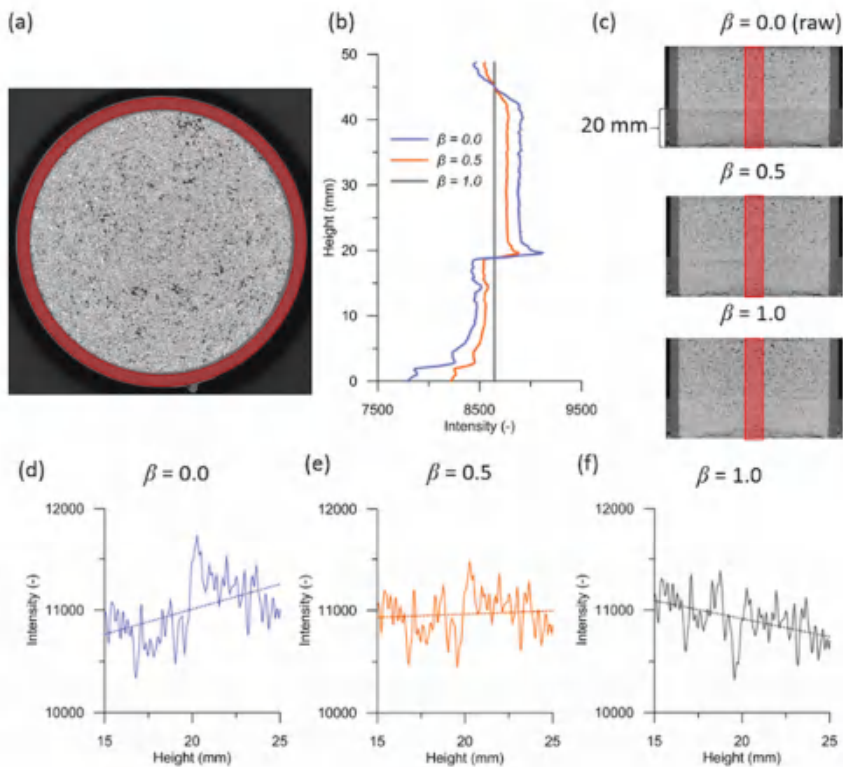 (a)
(b)
50
40
30
20
10
0
Height (mm)
β = 0.0
β = 0.5
β = 1.0
7500
8500
9500
Intensity (-)
(c)
β = 0.0 (raw)
20 mm
β = 0.5
β = 1.0
(d)
β = 0.0
12000
11000
10000
Intensity (-)
15
20
25
Height (mm)
(e)
β = 0.5
12000
11000
10000
Intensity (-)
15
20
25
Height (mm)
(f)
β = 1.0
12000
11000
10000
Intensity (-)
15
20
25
Height (mm)